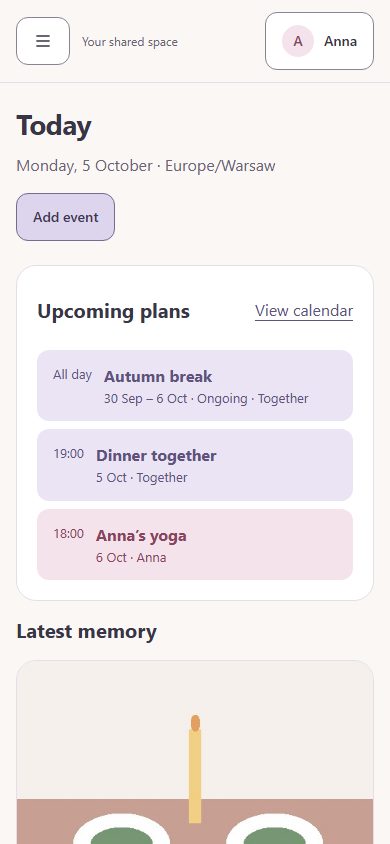 Your shared space
A Anna
Today
Monday, 5 October · Europe/Warsaw
Add event
Upcoming plans
View calendar
All day
Autumn break
30 Sep – 6 Oct · Ongoing · Together
19:00
Dinner together
5 Oct · Together
18:00
Anna’s yoga
6 Oct · Anna
Latest memory